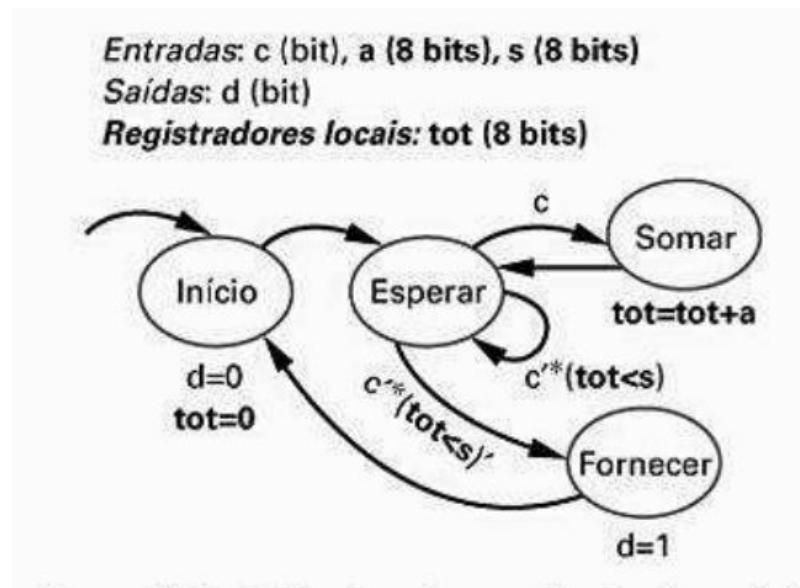 Entradas: c (bit), a (8 bits), s (8 bits)
Saídas: d (bit)
Registradores locais: tot (8 bits)
c
Somar
Início
Esperar
tot=tot+a
d=0
tot=0
c′*(tot<s)
c′*(tot<s)′
Fornecer
d=1